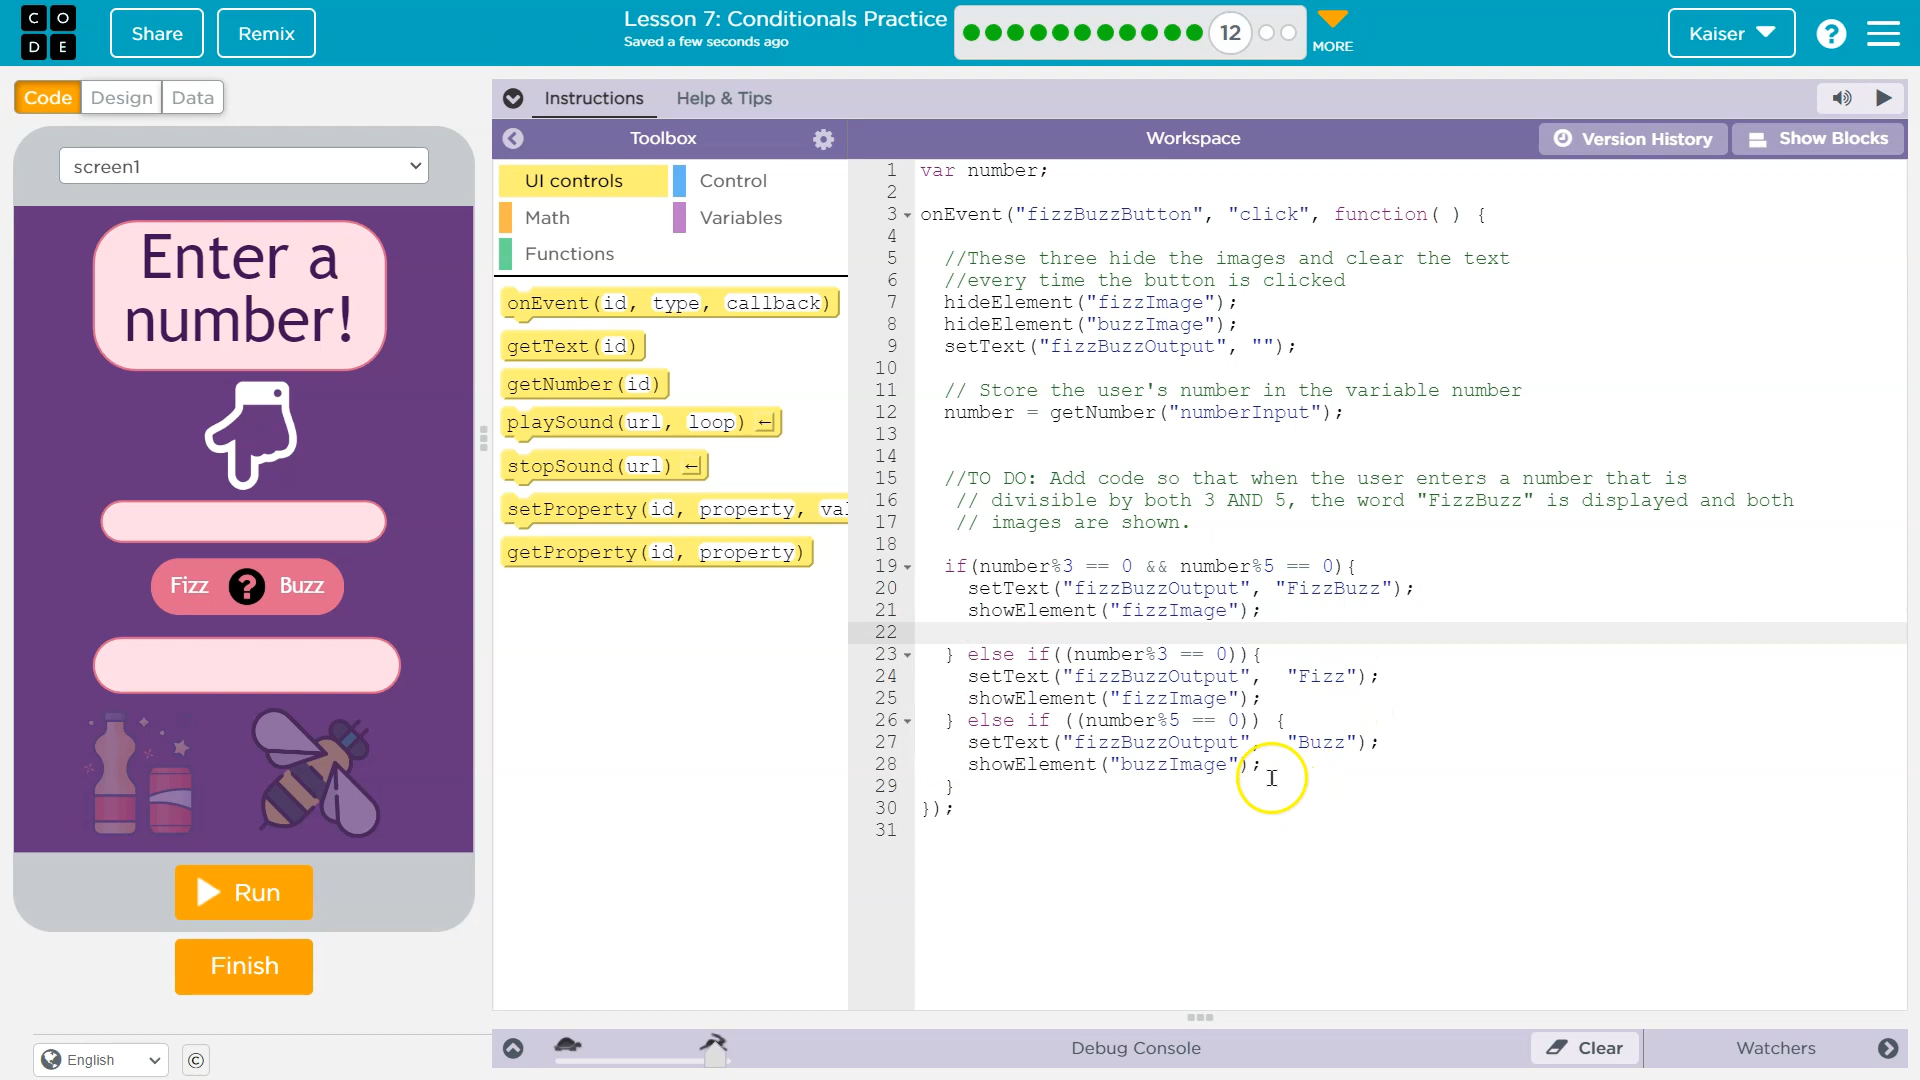 C O
D E
Share
Remix
Lesson 7: Conditionals Practice
Saved a few seconds ago
12
MORE
Kaiser
?
Code
Design
Data
Instructions
Help & Tips
screen1
Toolbox
Workspace
Version History
Show Blocks
UI controls
Control
Math
Variables
Functions
onEvent(id, type, callback)
getText(id)
getNumber(id)
playSound(url, loop)
stopSound(url)
setProperty(id, property, val
getProperty(id, property)
Enter a
number!
Fizz ? Buzz
Run
Finish
1 var number;
2
3 onEvent("fizzBuzzButton", "click", function( ) {
4
5 //These three hide the images and clear the text
6 //every time the button is clicked
7 hideElement("fizzImage");
8 hideElement("buzzImage");
9 setText("fizzBuzzOutput", "");
10
11 // Store the user's number in the variable number
12 number = getNumber("numberInput");
13
14
15 //TO DO: Add code so that when the user enters a number that is
16 // divisible by both 3 AND 5, the word "FizzBuzz" is displayed and both
17 // images are shown.
18
19 if(number%3 == 0 && number%5 == 0){
20 setText("fizzBuzzOutput", "FizzBuzz");
21 showElement("fizzImage");
22
23 } else if((number%3 == 0)){
24 setText("fizzBuzzOutput", "Fizz");
25 showElement("fizzImage");
26 } else if ((number%5 == 0)) {
27 setText("fizzBuzzOutput", "Buzz");
28 showElement("buzzImage");
29 }
30 });
31
English
©
Debug Console
Clear
Watchers